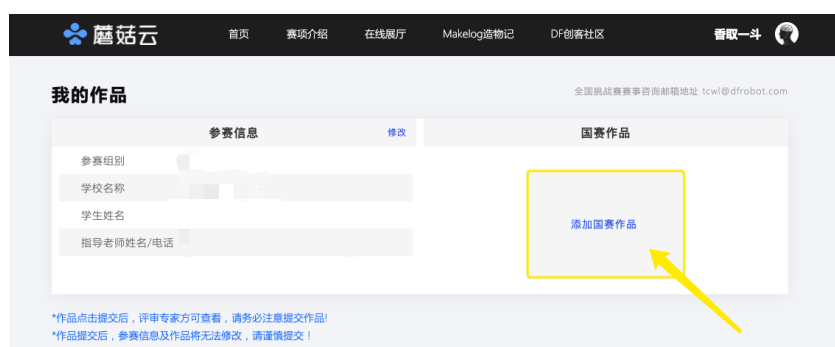 蘑菇云 首页 赛项介绍 在线展厅 Makelog造物记 DF创客社区 香取一斗
我的作品 全国挑战赛赛事咨询邮箱地址 tcwl@dfrobot.com
参赛信息 修改 国赛作品
参赛组别
学校名称
学生姓名
添加国赛作品
指导老师姓名/电话
*作品点击提交后，评审专家方可查看，请务必注意提交作品!
*作品提交后，参赛信息及作品将无法修改，请谨慎提交！